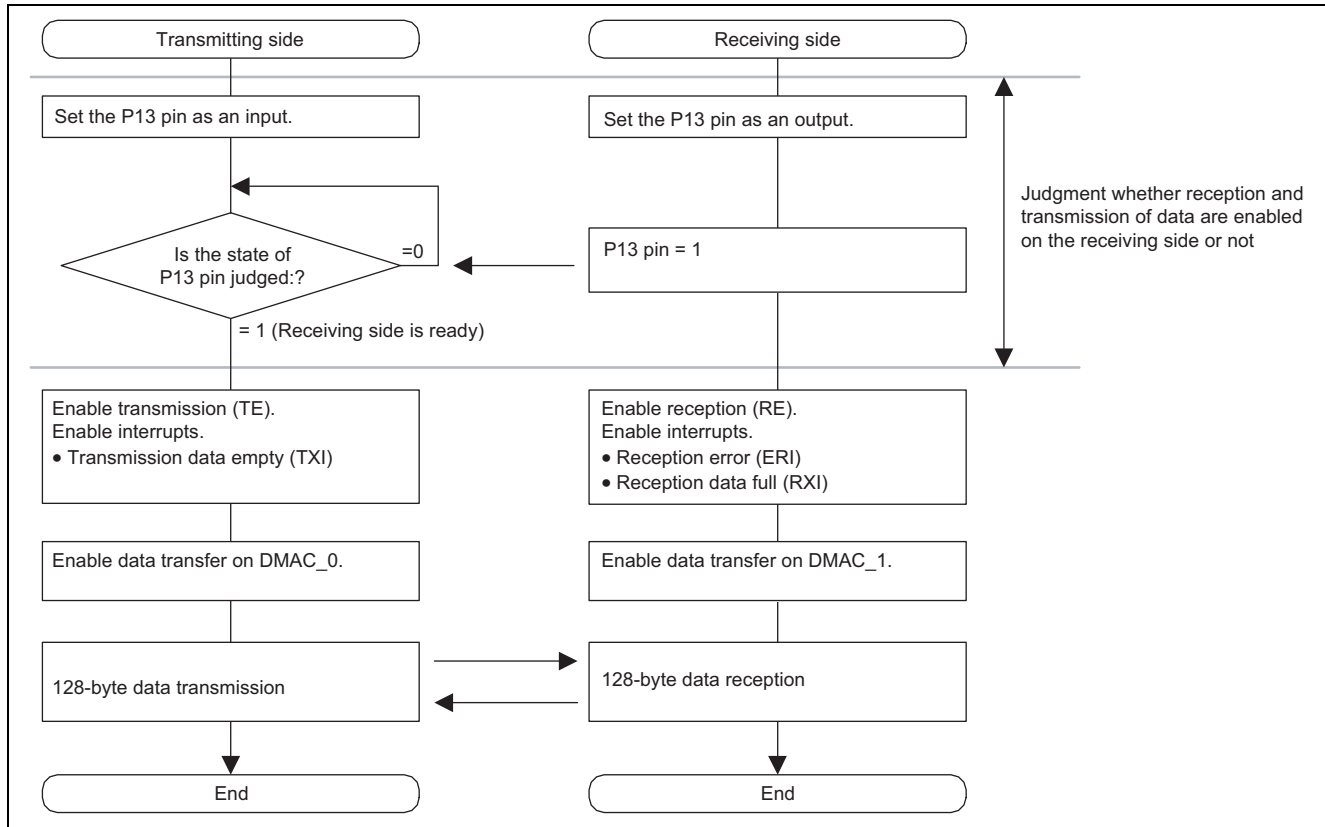 Transmitting side
Receiving side
Set the P13 pin as an input.
Set the P13 pin as an output.
Judgment whether reception and
transmission of data are enabled
on the receiving side or not
Is the state of
P13 pin judged:?
=0
P13 pin = 1
= 1 (Receiving side is ready)
Enable transmission (TE).
Enable interrupts.
• Transmission data empty (TXI)
Enable reception (RE).
Enable interrupts.
• Reception error (ERI)
• Reception data full (RXI)
Enable data transfer on DMAC_0.
Enable data transfer on DMAC_1.
128-byte data transmission
128-byte data reception
End
End